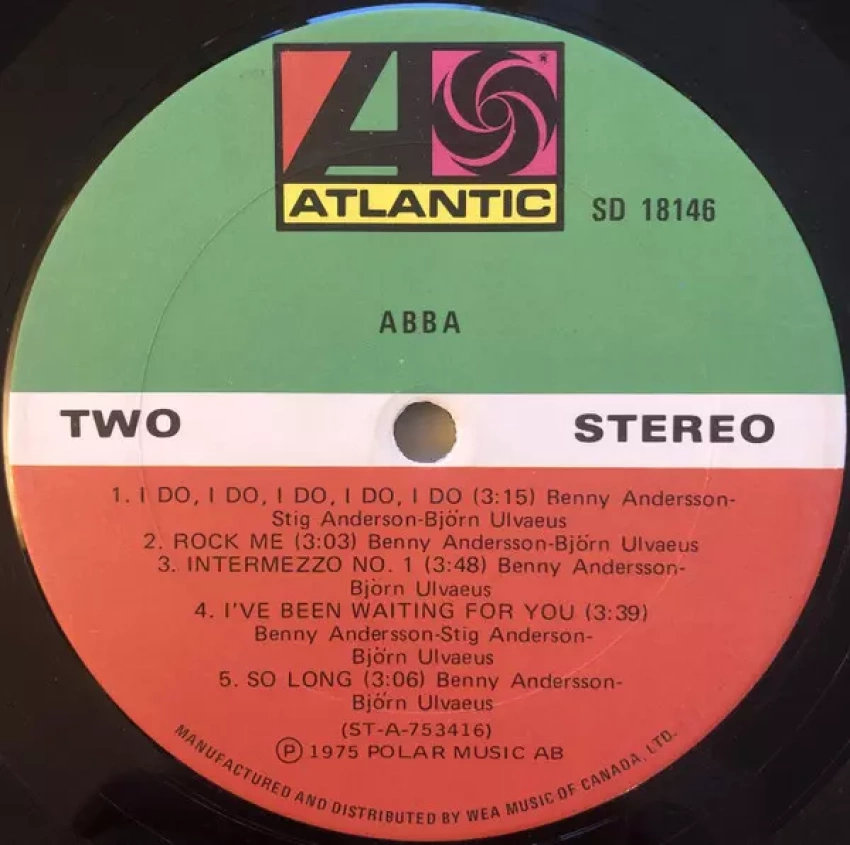 ATLANTIC
SD 18146
ABBA
TWO
STEREO
1. I DO, I DO, I DO, I DO, I DO (3:15) Benny Andersson-
Stig Anderson-Björn Ulvaeus
2. ROCK ME (3:03) Benny Andersson-Björn Ulvaeus
3. INTERMEZZO NO. 1 (3:48) Benny Andersson-
Björn Ulvaeus
4. I'VE BEEN WAITING FOR YOU (3:39)
Benny Andersson-Stig Anderson-
Björn Ulvaeus
5. SO LONG (3:06) Benny Andersson-
Björn Ulvaeus
(ST-A-753416)
Ⓟ 1975 POLAR MUSIC AB
MANUFACTURED AND DISTRIBUTED BY WEA MUSIC OF CANADA, LTD.